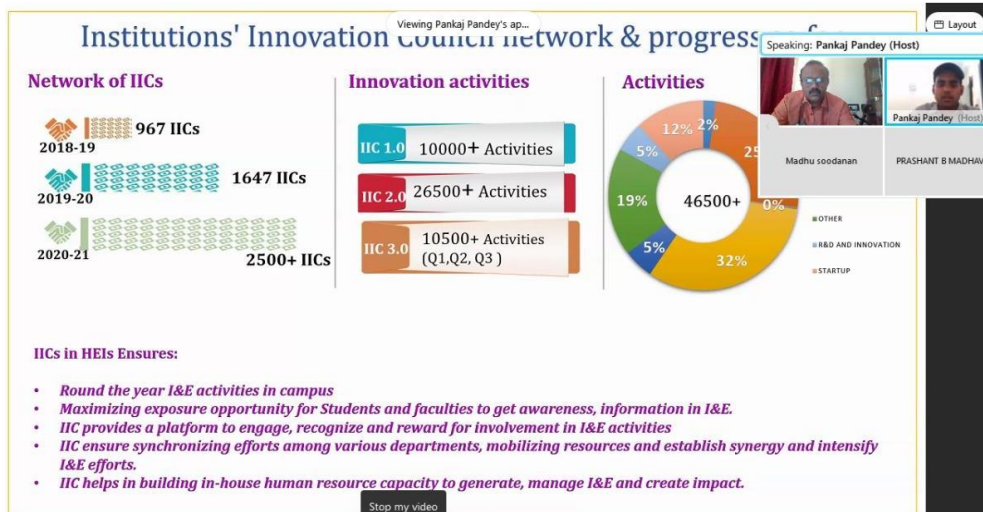 Viewing Pankaj Pandey's ap...
Layout
Institutions' Innovation Council network & progress
Speaking: Pankaj Pandey (Host)
Pankaj Pandey (Host)
Madhu soodanan
PRASHANT B MADHAV
Network of IICs
967 IICs
2018-19
1647 IICs
2019-20
2020-21
2500+ IICs
Innovation activities
IIC 1.0 10000+ Activities
IIC 2.0 26500+ Activities
IIC 3.0 10500+ Activities
(Q1,Q2, Q3 )
Activities
12% 2%
25
5%
19%
46500+
0%
5%
32%
OTHER
R&D AND INNOVATION
STARTUP
IICs in HEIs Ensures:
• Round the year I&E activities in campus
• Maximizing exposure opportunity for Students and faculties to get awareness, information in I&E.
• IIC provides a platform to engage, recognize and reward for involvement in I&E activities
• IIC ensure synchronizing efforts among various departments, mobilizing resources and establish synergy and intensify
I&E efforts.
• IIC helps in building in-house human resource capacity to generate, manage I&E and create impact.
Stop my video